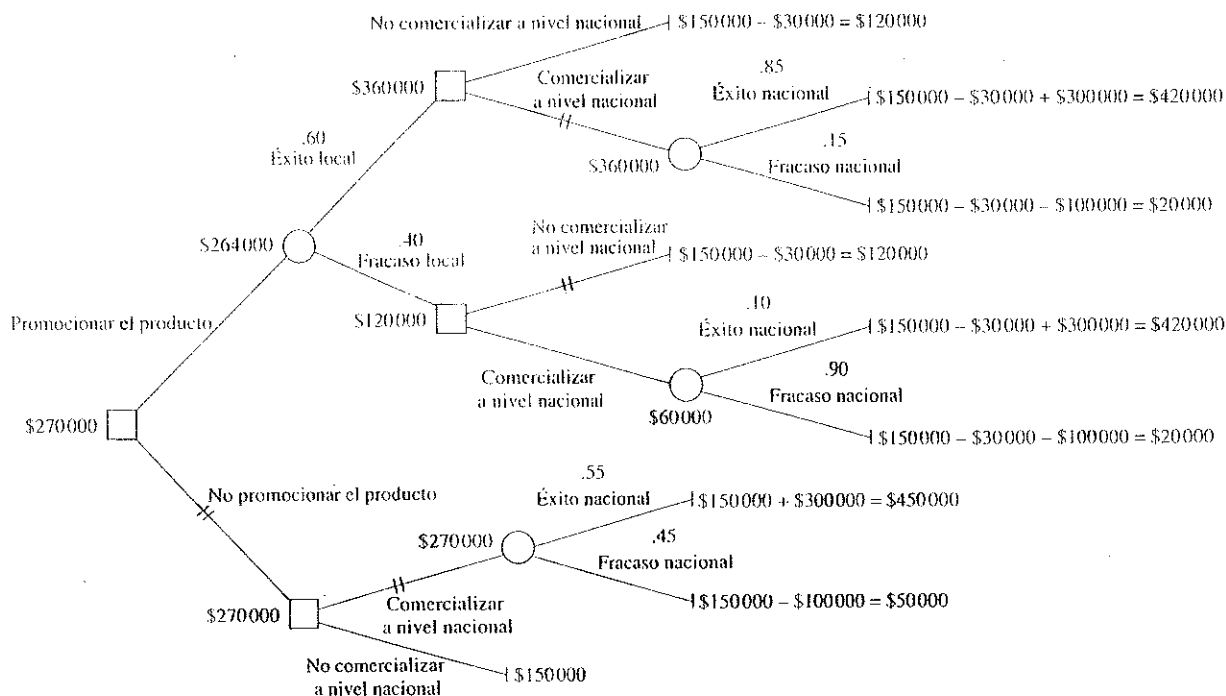 No comercializar a nivel nacional
$150000 – $30000 = $120000
$360000
Comercializar
a nivel nacional
.85
Éxito nacional
$150000 – $30000 + $300000 = $420000
.60
Éxito local
$360000
.15
Fracaso nacional
$150000 – $30000 – $100000 = $20000
$264000
.40
Fracaso local
No comercializar
a nivel nacional
$150000 – $30000 = $120000
Promocionar el producto
$120000
.10
Éxito nacional
$150000 – $30000 + $300000 = $420000
Comercializar
a nivel nacional
$60000
.90
Fracaso nacional
$150000 – $30000 – $100000 = $20000
$270000
No promocionar el producto
.55
Éxito nacional
$150000 + $300000 = $450000
$270000
.45
Fracaso nacional
$150000 – $100000 = $50000
$270000
Comercializar
a nivel nacional
No comercializar
a nivel nacional
$150000